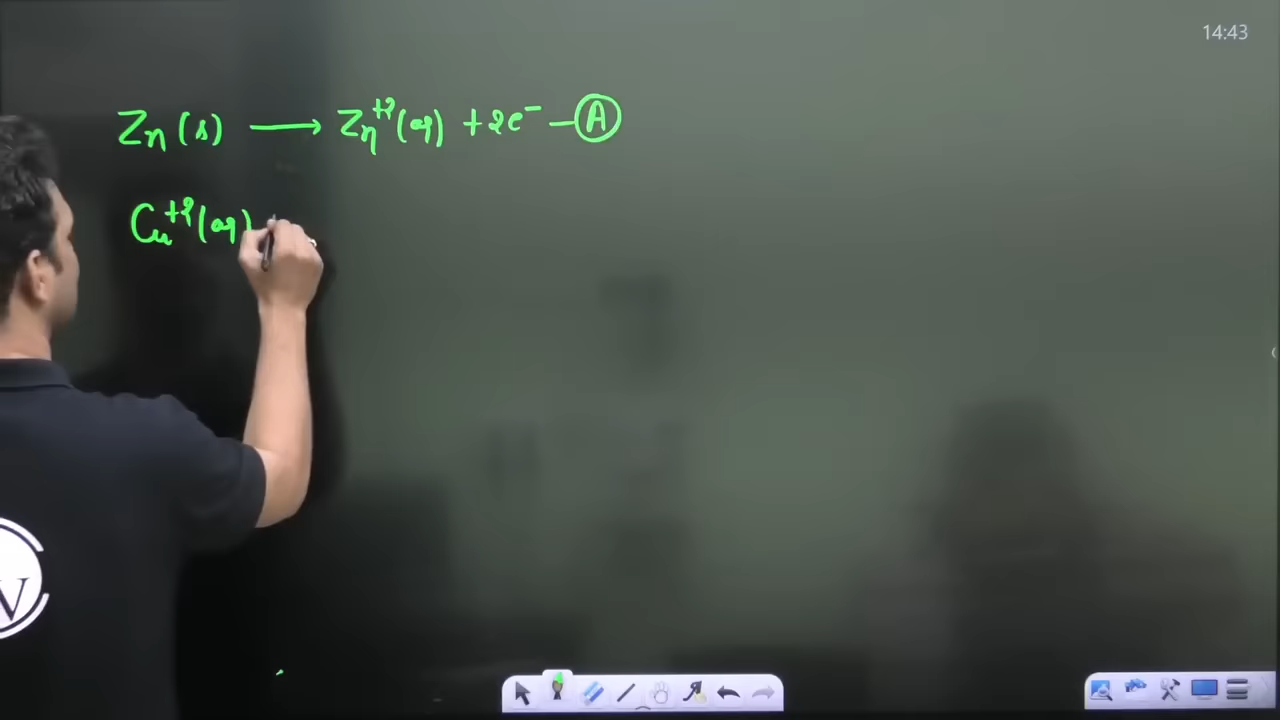 14:43
Zn(s) ⟶ Zn⁺²(aq) + 2e⁻ — Ⓐ
Cu⁺²(aq)